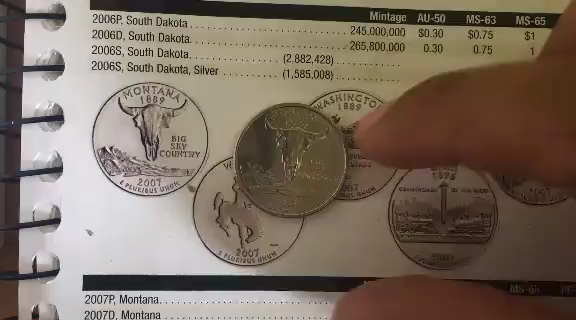 Mintage AU-50 MS-63 MS-65
2006P, South Dakota 245,000,000 $0.30 $0.75 $1
2006D, South Dakota 265,800,000 0.30 0.75 1
2006S, South Dakota (2,882,428)
2006S, South Dakota, Silver (1,585,008)
MONTANA
1889
BIG
SKY
COUNTRY
2007
E PLURIBUS UNUM
WASHINGTON
1889
2007
E PLURIBUS UNUM
2007P, Montana
2007D, Montana
MS-65